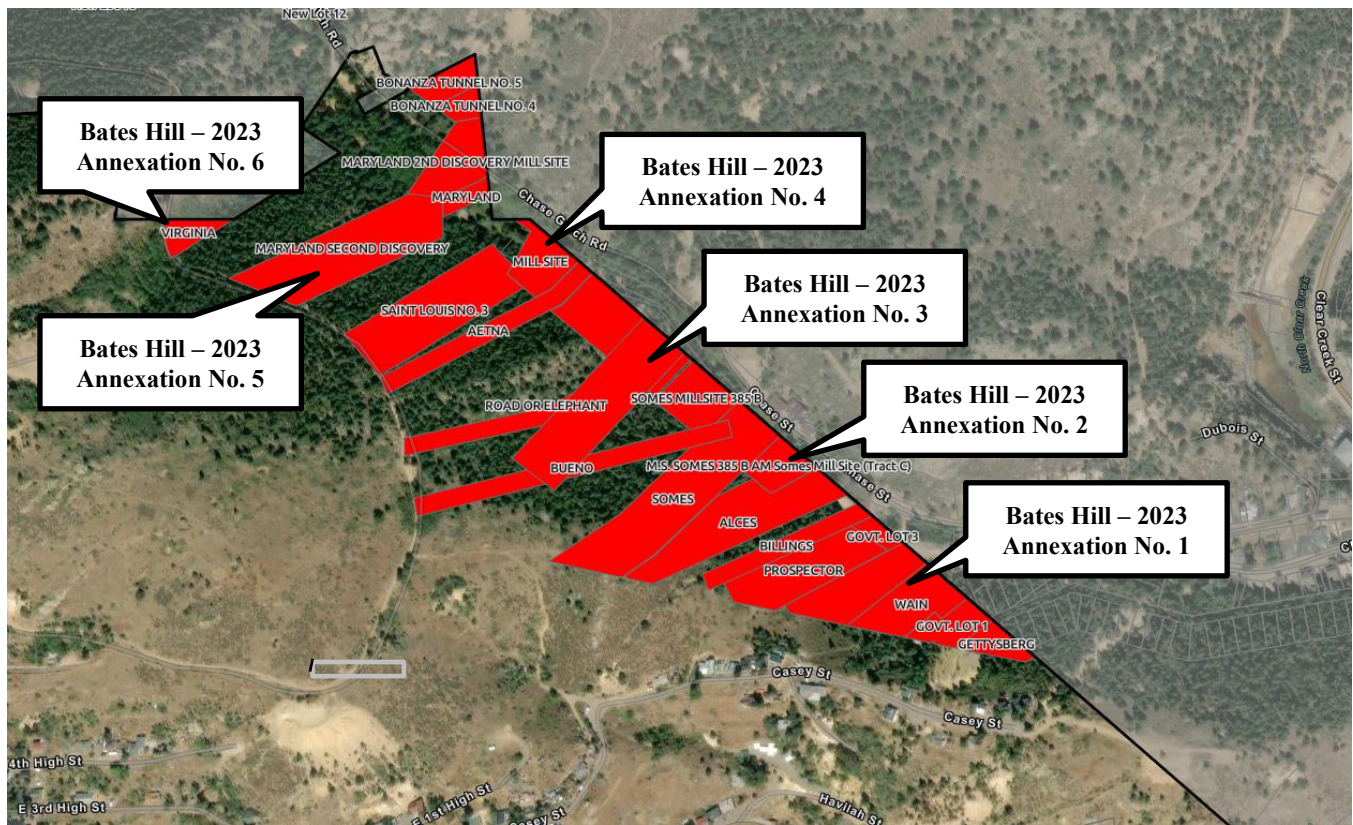 New Lot 12
BONANZA TUNNEL NO. 5
BONANZA TUNNEL NO. 4
Bates Hill – 2023
Annexation No. 6
MARYLAND 2ND DISCOVERY MILL SITE
MARYLAND
Bates Hill – 2023
Annexation No. 4
VIRGINIA
MARYLAND SECOND DISCOVERY
MILL SITE
Bates Hill – 2023
Annexation No. 3
SAINT LOUIS NO. 3
AETNA
Bates Hill – 2023
Annexation No. 5
North Clear Creek
Clear Creek St
ROAD OR ELEPHANT
SOMES MILLSITE 385 B
Chase St
Bates Hill – 2023
Annexation No. 2
Dubois St
BUENO
M.S. SOMES 385 B AM Somes Mill Site (Tract C)
SOMES
ALCES
BILLINGS
GOVT. LOT 3
PROSPECTOR
Bates Hill – 2023
Annexation No. 1
WAIN
GOVT. LOT 1
GETTYSBERG
Casey St
Casey St
4th High St
E 3rd High St
E 1st High St
Casey St
Havilah St